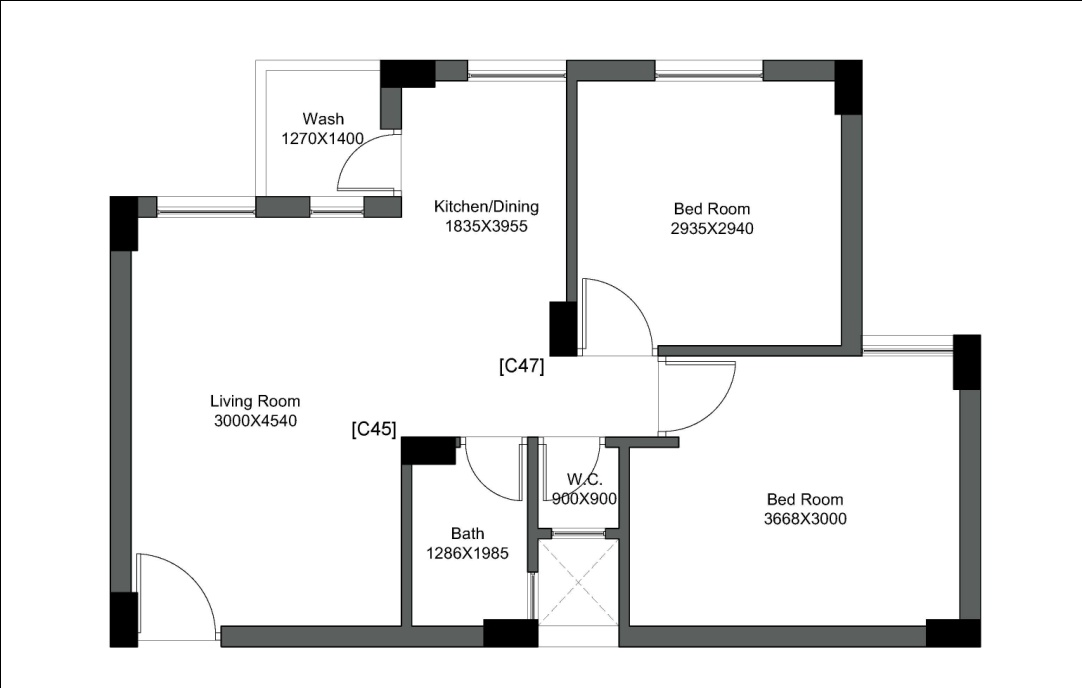 Wash
1270X1400
Kitchen/Dining
1835X3955
Bed Room
2935X2940
[C47]
Living Room
3000X4540
[C45]
W.C.
900X900
Bed Room
3668X3000
Bath
1286X1985